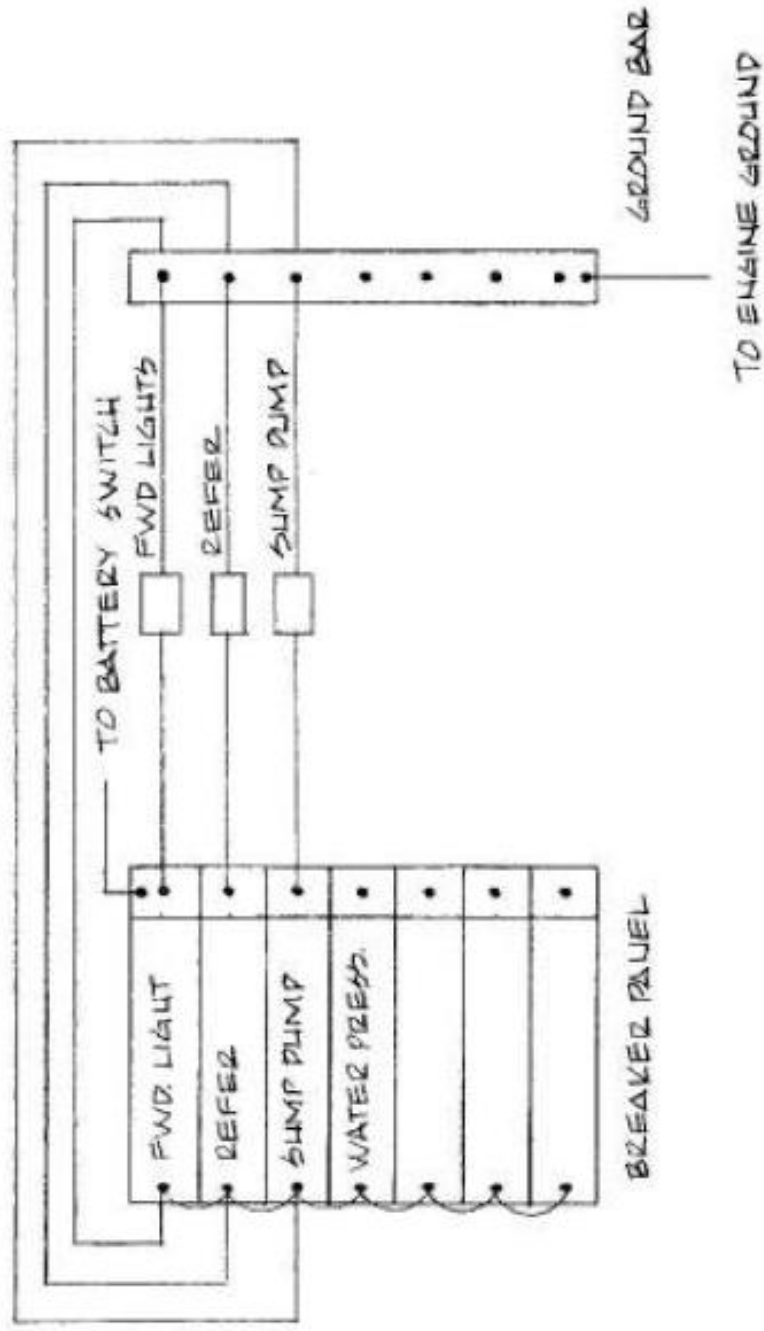 TO BATTERY SWITCH
FWD LIGHTS
REFER
SUMP PUMP
GROUND BAR
TO ENGINE GROUND
FWD. LIGHT
REFER
SUMP PUMP
WATER PRESS.
BREAKER PANEL